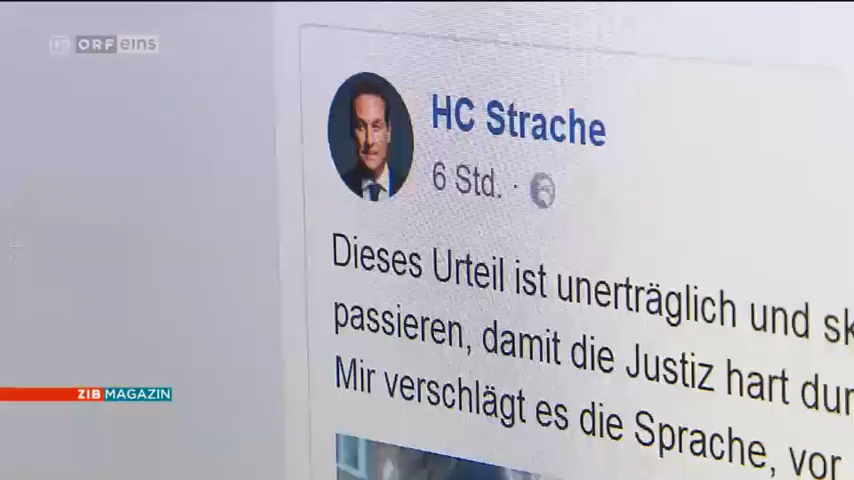 ORF eins
HC Strache
6 Std. ·
Dieses Urteil ist unerträglich und
passieren, damit die Justiz hart
Mir verschlägt es die Sprache, vor
ZIB MAGAZIN